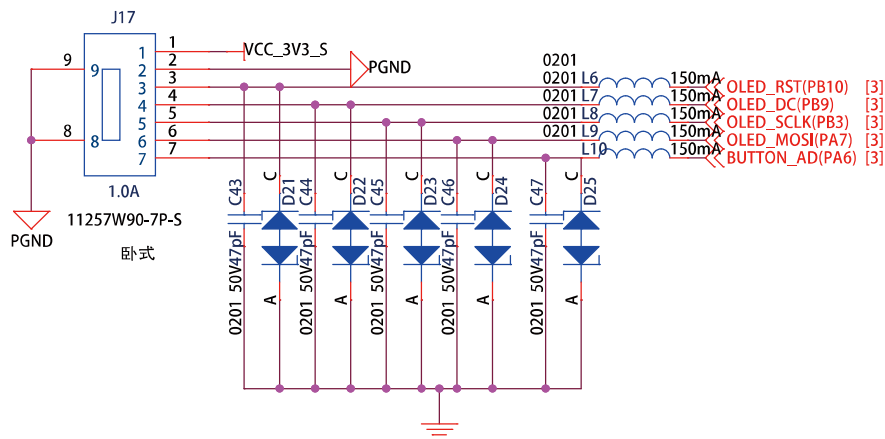 J17
1 1 VCC_3V3_S
9 9 2 2 PGND
3 3 0201 L6 150mA OLED_RST(PB10) [3]
4 4 0201 L7 150mA OLED_DC(PB9) [3]
5 5 0201 L8 150mA OLED_SCLK(PB3) [3]
8 8 6 6 0201 L9 150mA OLED_MOSI(PA7) [3]
7 7 0201 L10 150mA BUTTON_AD(PA6) [3]
1.0A
11257W90-7P-S
卧式
PGND
C43 0201 50V47pF
D21 C A
C44 0201 50V47pF
D22 C A
C45 0201 50V47pF
D23 C A
C46 0201 50V47pF
D24 C A
C47 0201 50V47pF
D25 C A